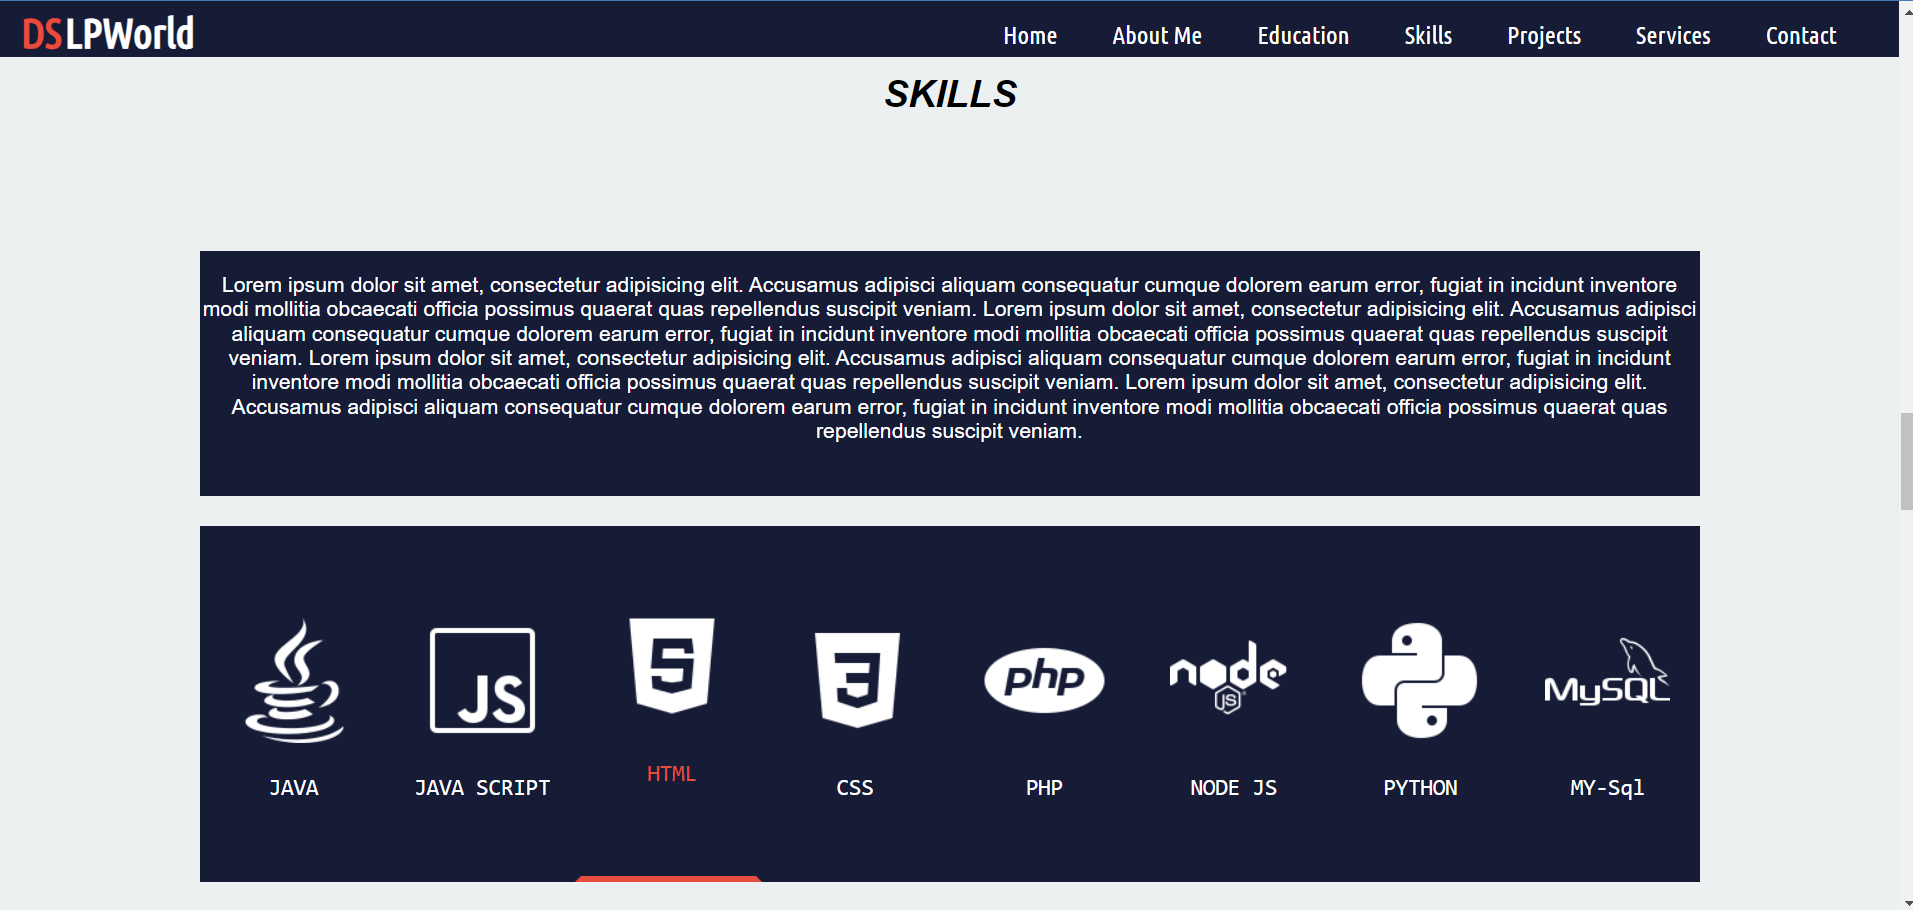 DSLPWorld
Home About Me Education Skills Projects Services Contact
SKILLS
Lorem ipsum dolor sit amet, consectetur adipisicing elit. Accusamus adipisci aliquam consequatur cumque dolorem earum error, fugiat in incidunt inventore
modi mollitia obcaecati officia possimus quaerat quas repellendus suscipit veniam. Lorem ipsum dolor sit amet, consectetur adipisicing elit. Accusamus adipisci
aliquam consequatur cumque dolorem earum error, fugiat in incidunt inventore modi mollitia obcaecati officia possimus quaerat quas repellendus suscipit
veniam. Lorem ipsum dolor sit amet, consectetur adipisicing elit. Accusamus adipisci aliquam consequatur cumque dolorem earum error, fugiat in incidunt
inventore modi mollitia obcaecati officia possimus quaerat quas repellendus suscipit veniam. Lorem ipsum dolor sit amet, consectetur adipisicing elit.
Accusamus adipisci aliquam consequatur cumque dolorem earum error, fugiat in incidunt inventore modi mollitia obcaecati officia possimus quaerat quas
repellendus suscipit veniam.
JS 5 3 php node JS MySQL
JAVA JAVA SCRIPT HTML CSS PHP NODE JS PYTHON MY-Sql